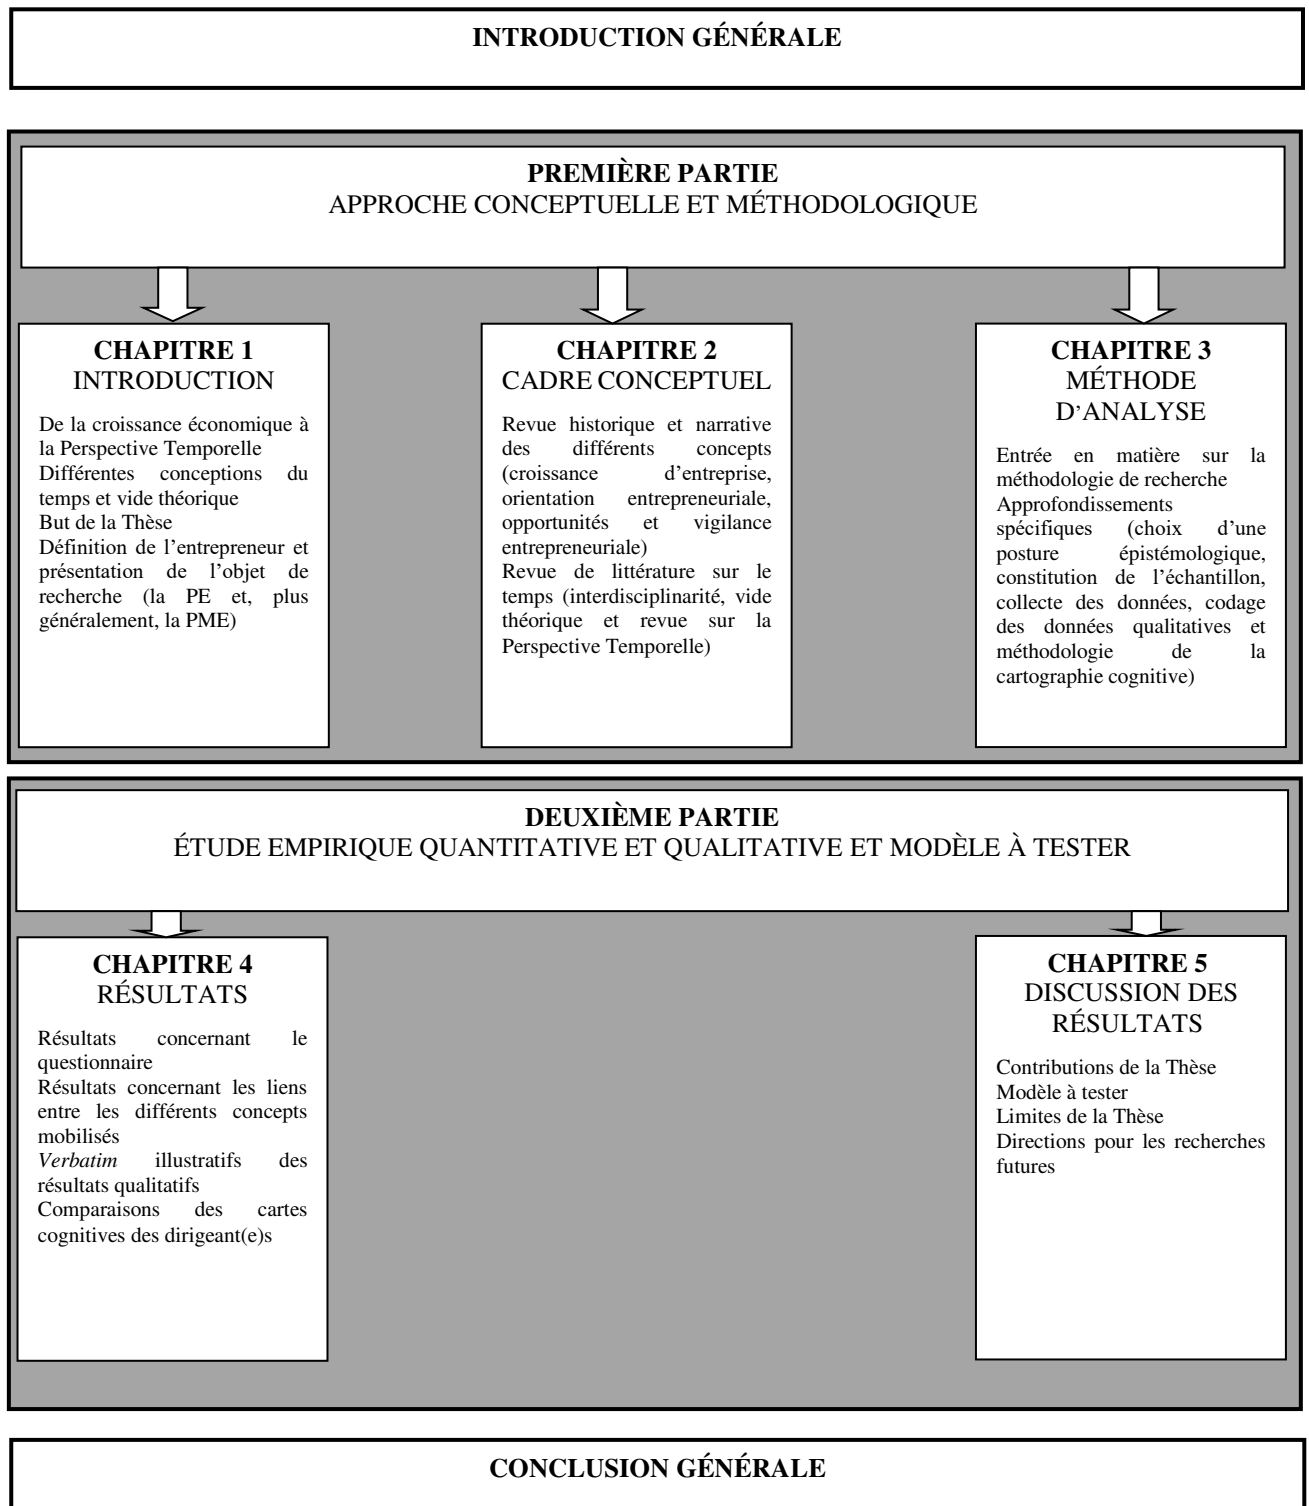 INTRODUCTION GÉNÉRALE
PREMIÈRE PARTIE
APPROCHE CONCEPTUELLE ET MÉTHODOLOGIQUE
CHAPITRE 1
INTRODUCTION
De la croissance économique à
la Perspective Temporelle
Différentes conceptions du
temps et vide théorique
But de la Thèse
Définition de l'entrepreneur et
présentation de l'objet de
recherche (la PE et, plus
généralement, la PME)
CHAPITRE 2
CADRE CONCEPTUEL
Revue historique et narrative
des différents concepts
(croissance d'entreprise,
orientation entrepreneuriale,
opportunités et vigilance
entrepreneuriale)
Revue de littérature sur le
temps (interdisciplinarité, vide
théorique et revue sur la
Perspective Temporelle)
CHAPITRE 3
MÉTHODE
D'ANALYSE
Entrée en matière sur la
méthodologie de recherche
Approfondissements
spécifiques (choix d'une
posture épistémologique,
constitution de l'échantillon,
collecte des données, codage
des données qualitatives et
méthodologie de la
cartographie cognitive)
DEUXIÈME PARTIE
ÉTUDE EMPIRIQUE QUANTITATIVE ET QUALITATIVE ET MODÈLE À TESTER
CHAPITRE 4
RÉSULTATS
Résultats concernant le
questionnaire
Résultats concernant les liens
entre les différents concepts
mobilisés
Verbatim illustratifs des
résultats qualitatifs
Comparaisons des cartes
cognitives des dirigeant(e)s
CHAPITRE 5
DISCUSSION DES
RÉSULTATS
Contributions de la Thèse
Modèle à tester
Limites de la Thèse
Directions pour les recherches
futures
CONCLUSION GÉNÉRALE